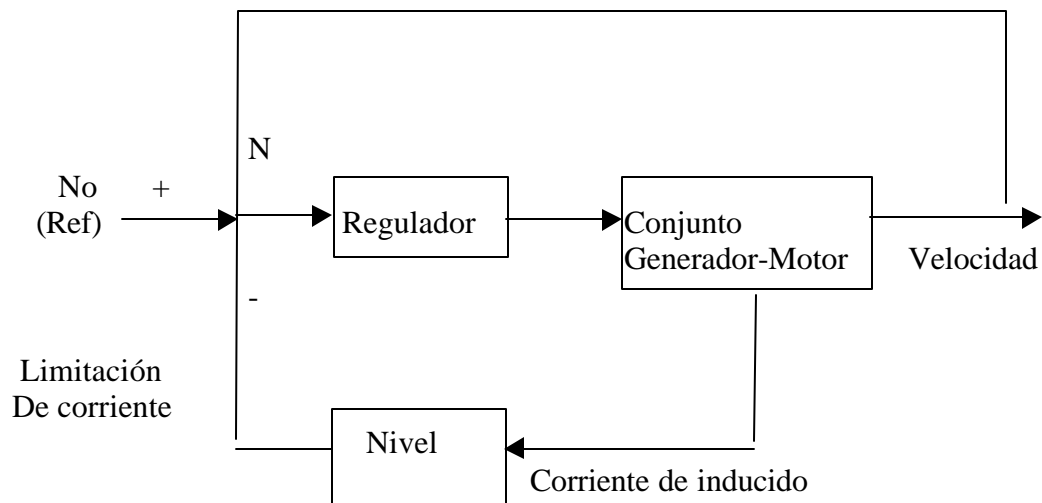 N
No +
(Ref)
Regulador
Conjunto
Generador-Motor
Velocidad
-
Limitación
De corriente
Nivel
Corriente de inducido